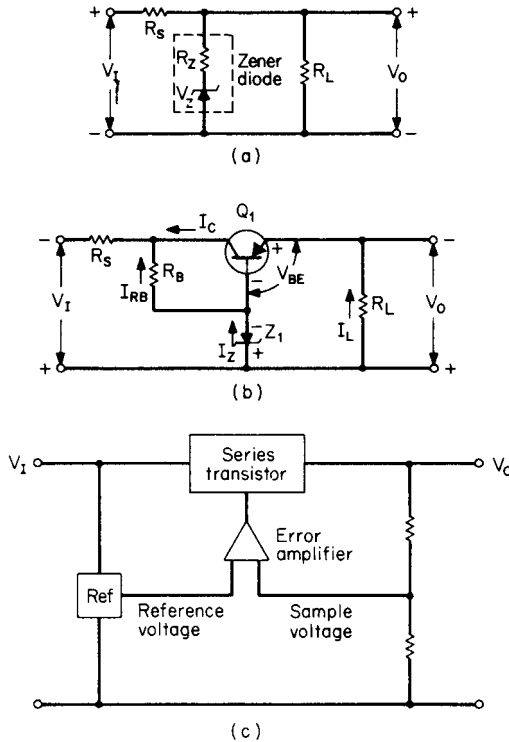 +
R_S
+
R_Z
Zener
diode
V_I
V_Z
R_L
V_O
−
−
(a)
Q_1
I_C
−
+
−
R_S
V_BE
−
R_B
I_RB
R_L
V_I
− Z_1
I_Z
+
I_L
V_O
+
+
(b)
V_I
Series
transistor
V_O
Error
amplifier
Ref
Reference
voltage
Sample
voltage
(c)